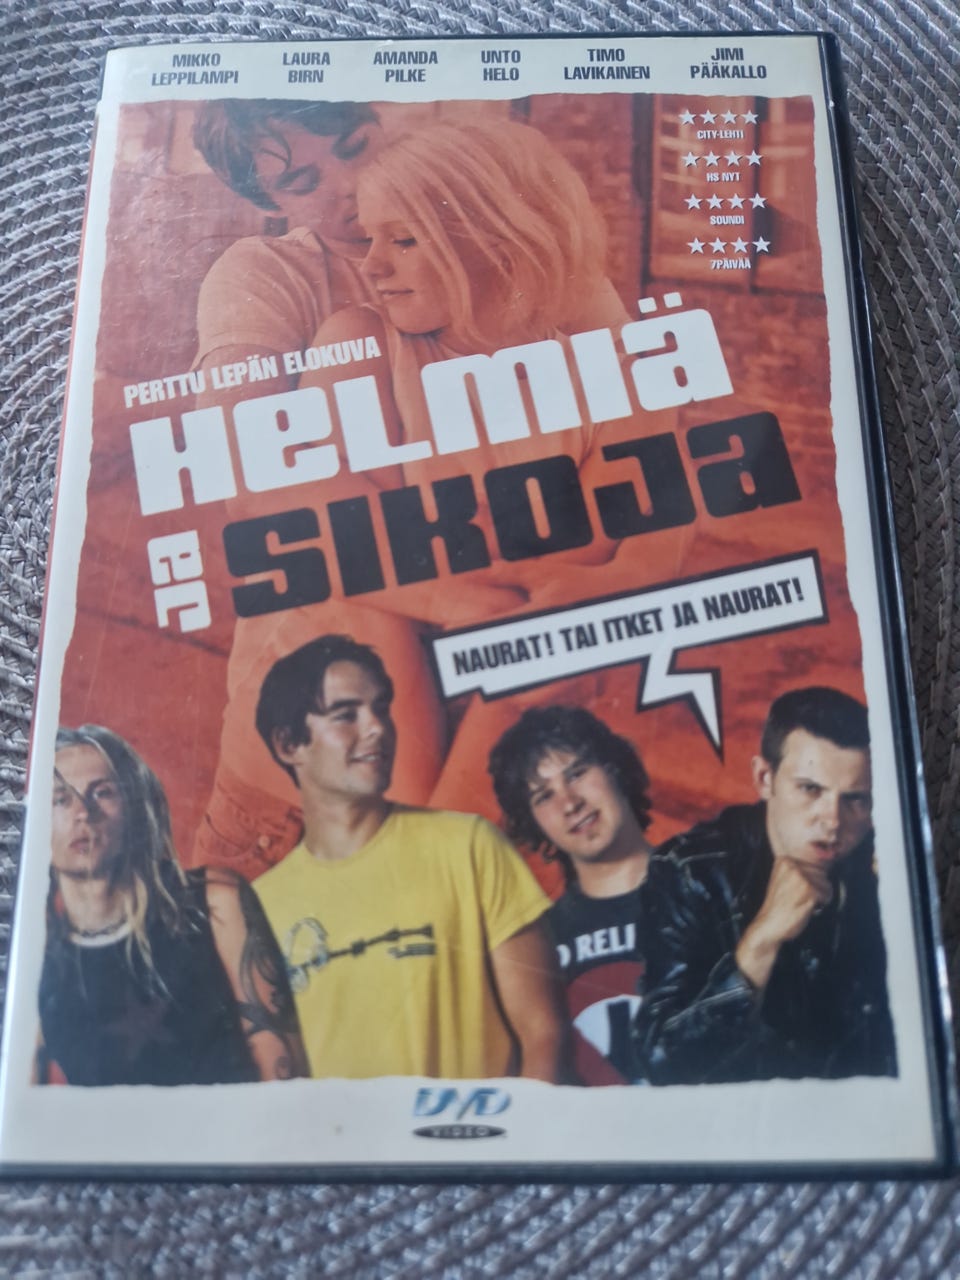 MIKKO LEPPILAMPI
LAURA BIRN
AMANDA PILKE
UNTO HELO
TIMO LAVIKAINEN
JIMI PÄÄKALLO
★★★★
CITY-LEHTI
★★★★
HS NYT
★★★★
SOUNDI
★★★★
7PÄIVÄÄ
PERTTU LEPÄN ELOKUVA
HELMIÄ
JA SIKOJA
NAURAT! TAI ITKET JA NAURAT!
RELI
DVD
VIDEO